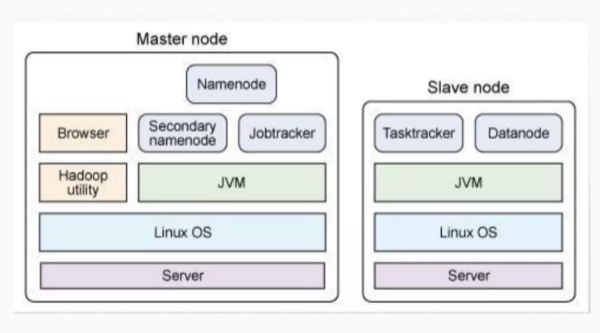 Master node
Namenode
Browser
Secondary
namenode
Jobtracker
Hadoop
utility
JVM
Linux OS
Server
Slave node
Tasktracker
Datanode
JVM
Linux OS
Server